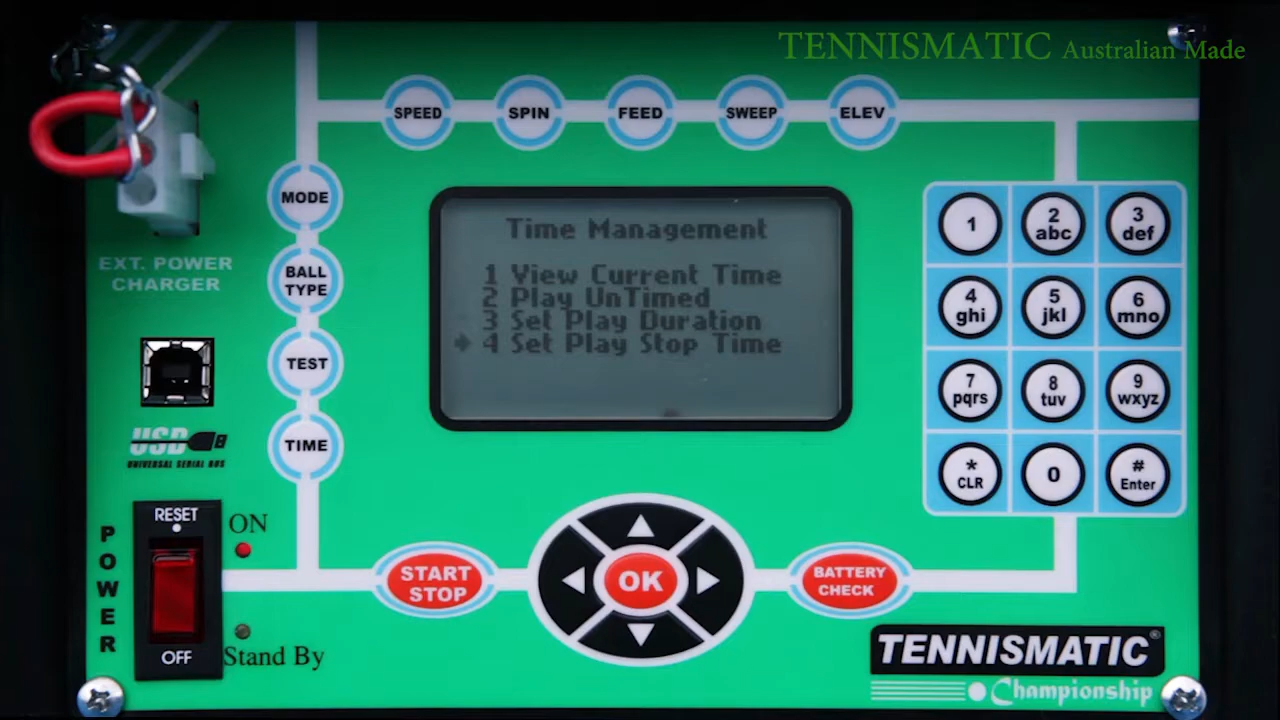 TENNISMATIC Australian Made
SPEED
SPIN
FEED
SWEEP
ELEV
MODE
BALL
TYPE
TEST
TIME
EXT. POWER
CHARGER
USB
UNIVERSAL SERIAL BUS
Time Management
1 View Current Time
2 Play UnTimed
3 Set Play Duration
4 Set Play Stop Time
1
2
abc
3
def
4
ghi
5
jkl
6
mno
7
pqrs
8
tuv
9
wxyz
*
CLR
0
#
Enter
POWER
RESET
OFF
ON
Stand By
START
STOP
OK
BATTERY
CHECK
TENNISMATIC®
Championship